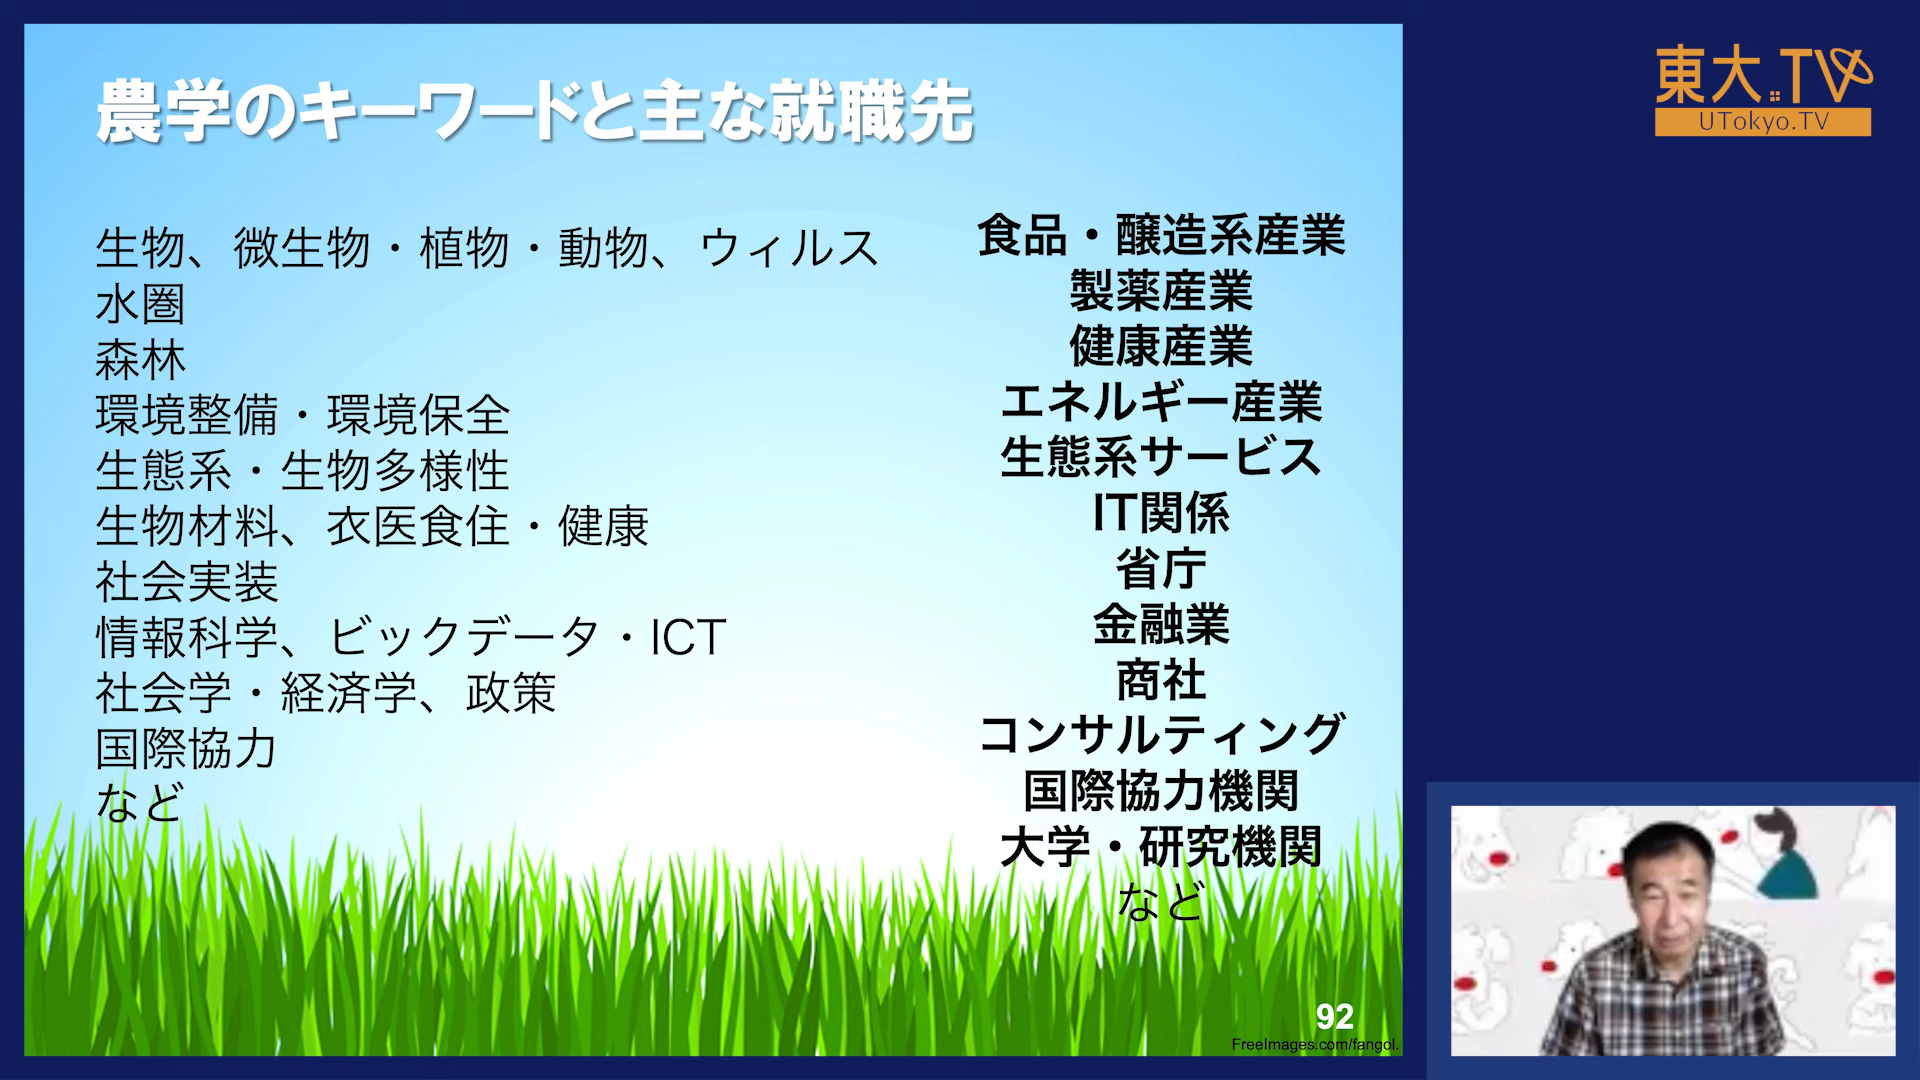 農学のキーワードと主な就職先
生物、微生物・植物・動物、ウィルス
水圏
森林
環境整備・環境保全
生態系・生物多様性
生物材料、衣医食住・健康
社会実装
情報科学、ビックデータ・ICT
社会学・経済学、政策
国際協力
など
食品・醸造系産業
製薬産業
健康産業
エネルギー産業
生態系サービス
IT関係
省庁
金融業
商社
コンサルティング
国際協力機関
大学・研究機関
など
92
FreeImages.com/fangol.
東大TV
UTokyo.TV